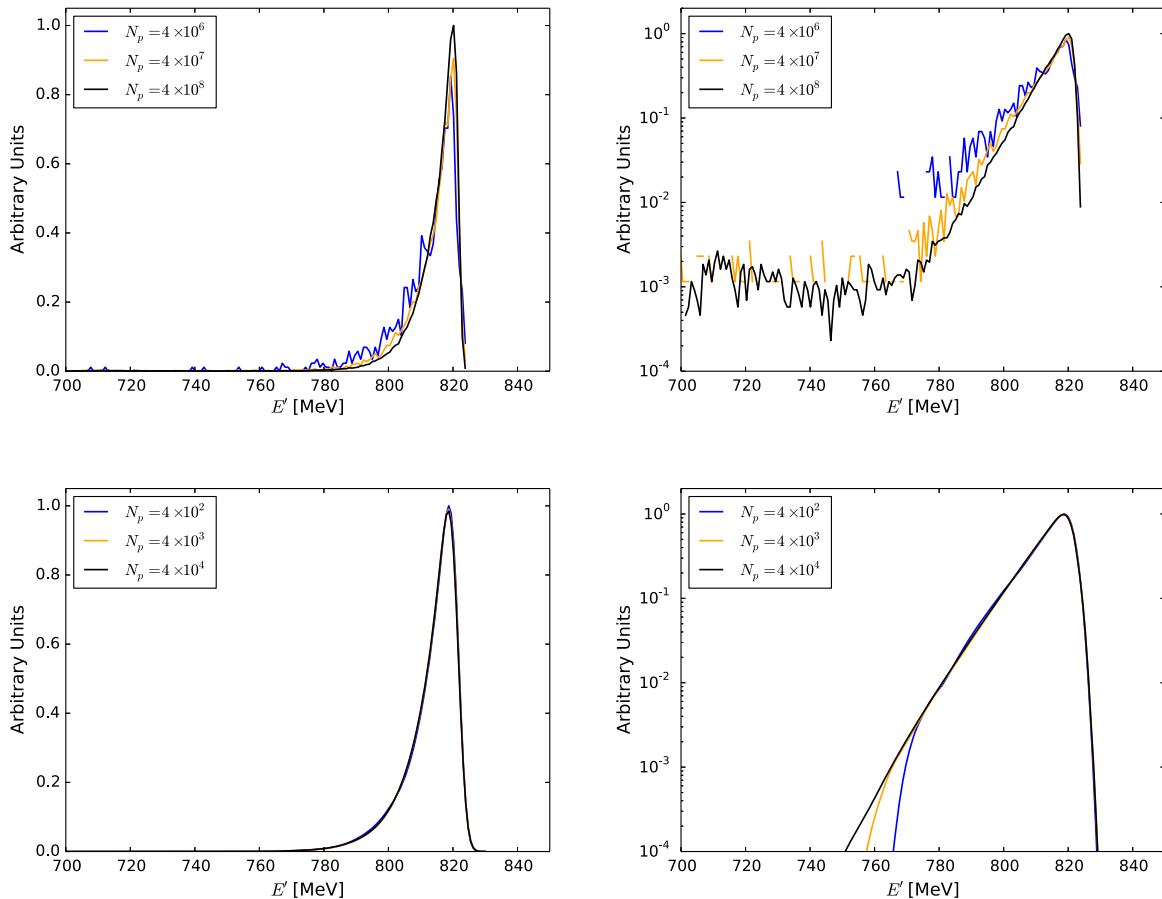 1.0
0.8
0.6
0.4
0.2
0.0
Arbitrary Units
N_p = 4 ×10^6
N_p = 4 ×10^7
N_p = 4 ×10^8
700 720 740 760 780 800 820 840
E′ [MeV]
10^0
10^-1
10^-2
10^-3
10^-4
Arbitrary Units
N_p = 4 ×10^6
N_p = 4 ×10^7
N_p = 4 ×10^8
700 720 740 760 780 800 820 840
E′ [MeV]
1.0
0.8
0.6
0.4
0.2
0.0
Arbitrary Units
N_p = 4 ×10^2
N_p = 4 ×10^3
N_p = 4 ×10^4
700 720 740 760 780 800 820 840
E′ [MeV]
10^0
10^-1
10^-2
10^-3
10^-4
Arbitrary Units
N_p = 4 ×10^2
N_p = 4 ×10^3
N_p = 4 ×10^4
700 720 740 760 780 800 820 840
E′ [MeV]